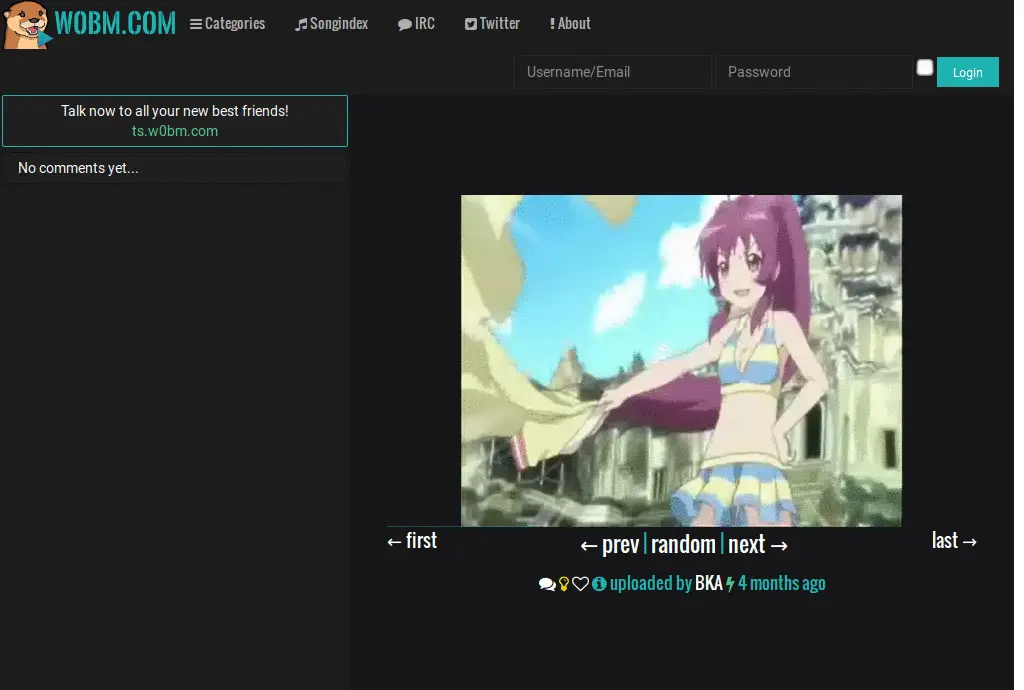 W0BM.COM Categories Songindex IRC Twitter About
Username/Email Password Login
Talk now to all your new best friends!
ts.w0bm.com
No comments yet...
← first ← prev | random | next → last →
uploaded by BKA 4 months ago